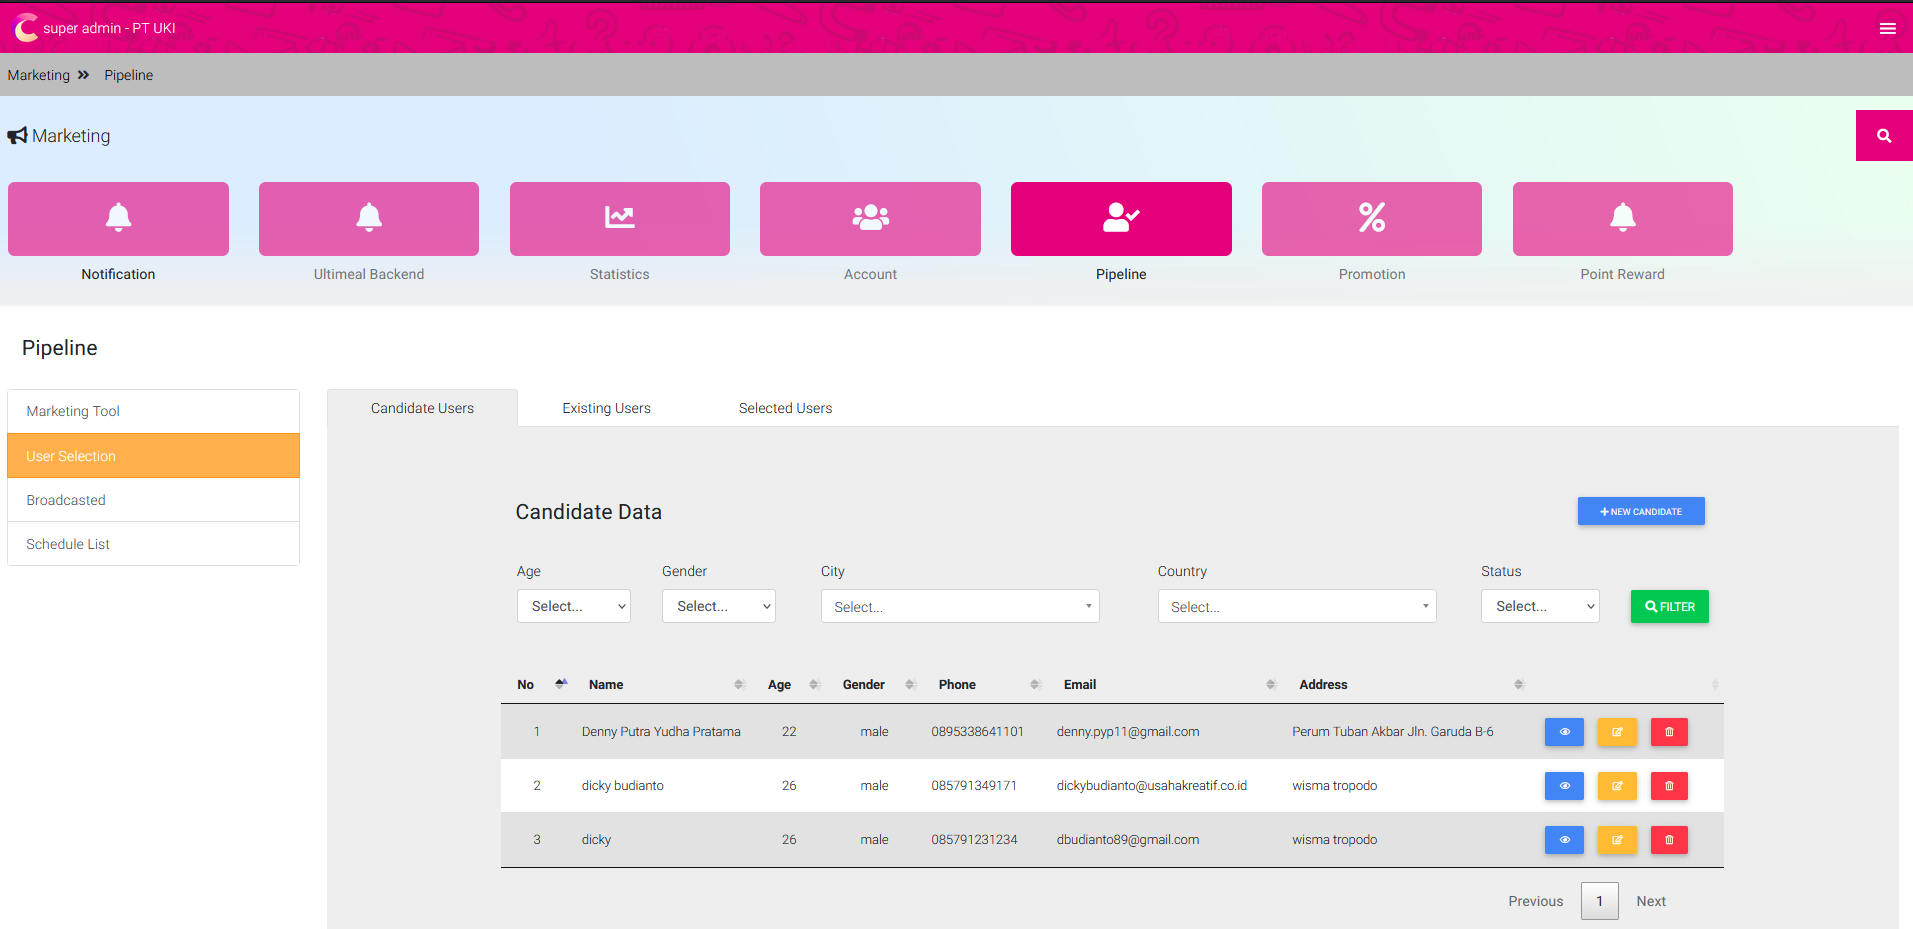 super admin - PT UKI
Marketing Pipeline
Marketing
Notification Ultimeal Backend Statistics Account Pipeline Promotion Point Reward
Pipeline
Marketing Tool
User Selection
Broadcasted
Schedule List
Candidate Users Existing Users Selected Users
Candidate Data NEW CANDIDATE
Age Gender City Country Status
Select... Select... Select... Select... Select... FILTER
No Name Age Gender Phone Email Address
1 Denny Putra Yudha Pratama 22 male 0895338641101 denny.pyp11@gmail.com Perum Tuban Akbar Jln. Garuda B-6
2 dicky budianto 26 male 085791349171 dickybudianto@usahakreatif.co.id wisma tropodo
3 dicky 26 male 085791231234 dbudianto89@gmail.com wisma tropodo
Previous 1 Next